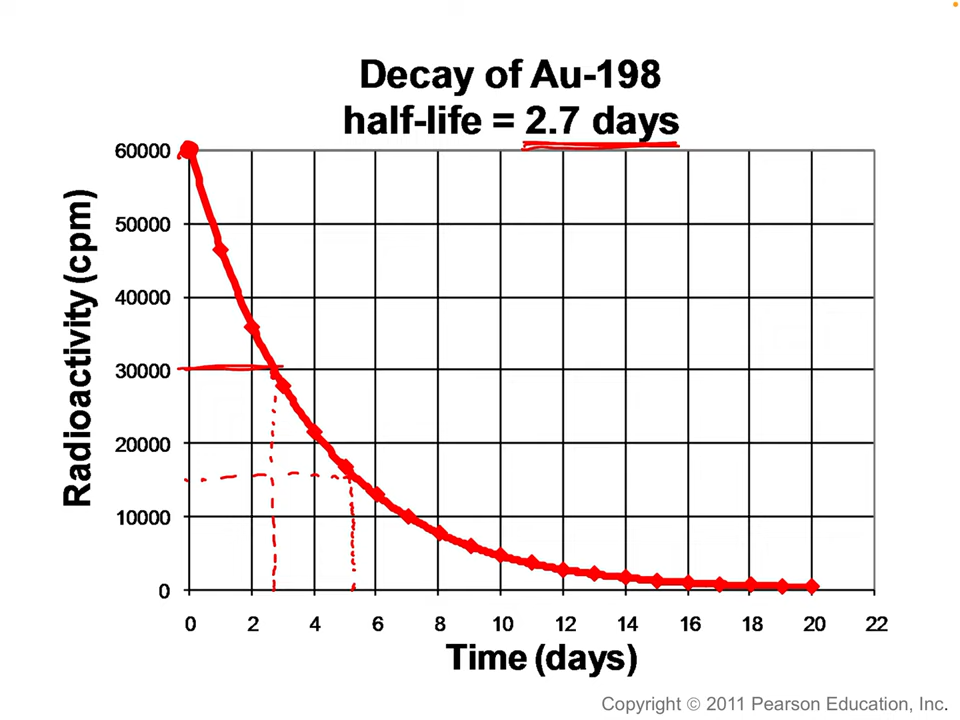 Decay of Au-198
half-life = 2.7 days
60000
50000
40000
30000
20000
10000
0
Radioactivity (cpm)
0 2 4 6 8 10 12 14 16 18 20 22
Time (days)
Copyright © 2011 Pearson Education, Inc.